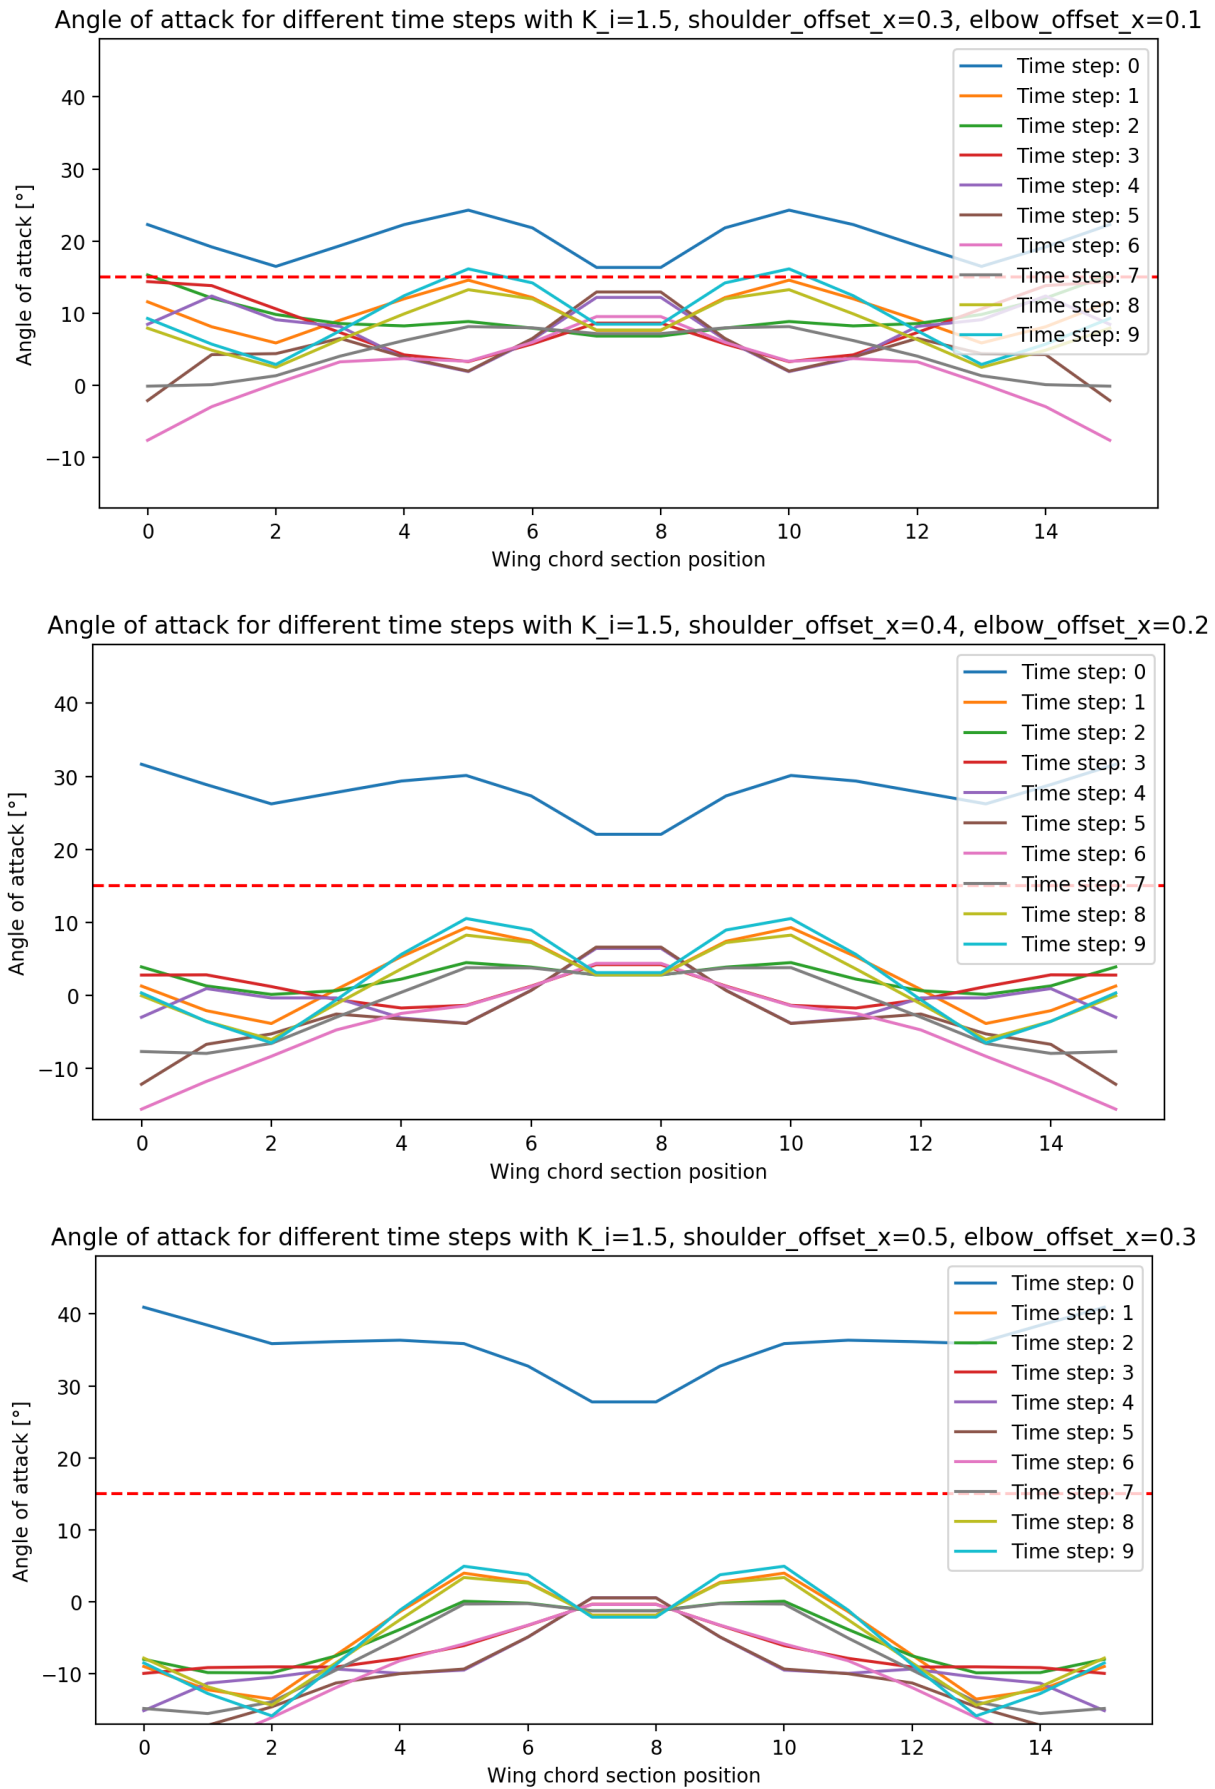 Angle of attack for different time steps with K_i=1.5, shoulder_offset_x=0.3, elbow_offset_x=0.1
Time step: 0
Time step: 1
Time step: 2
Time step: 3
Time step: 4
Time step: 5
Time step: 6
Time step: 7
Time step: 8
Time step: 9
Angle of attack [°]
40
30
20
10
0
−10
0 2 4 6 8 10 12 14
Wing chord section position
Angle of attack for different time steps with K_i=1.5, shoulder_offset_x=0.4, elbow_offset_x=0.2
Time step: 0
Time step: 1
Time step: 2
Time step: 3
Time step: 4
Time step: 5
Time step: 6
Time step: 7
Time step: 8
Time step: 9
Angle of attack [°]
40
30
20
10
0
−10
0 2 4 6 8 10 12 14
Wing chord section position
Angle of attack for different time steps with K_i=1.5, shoulder_offset_x=0.5, elbow_offset_x=0.3
Time step: 0
Time step: 1
Time step: 2
Time step: 3
Time step: 4
Time step: 5
Time step: 6
Time step: 7
Time step: 8
Time step: 9
Angle of attack [°]
40
30
20
10
0
−10
0 2 4 6 8 10 12 14
Wing chord section position